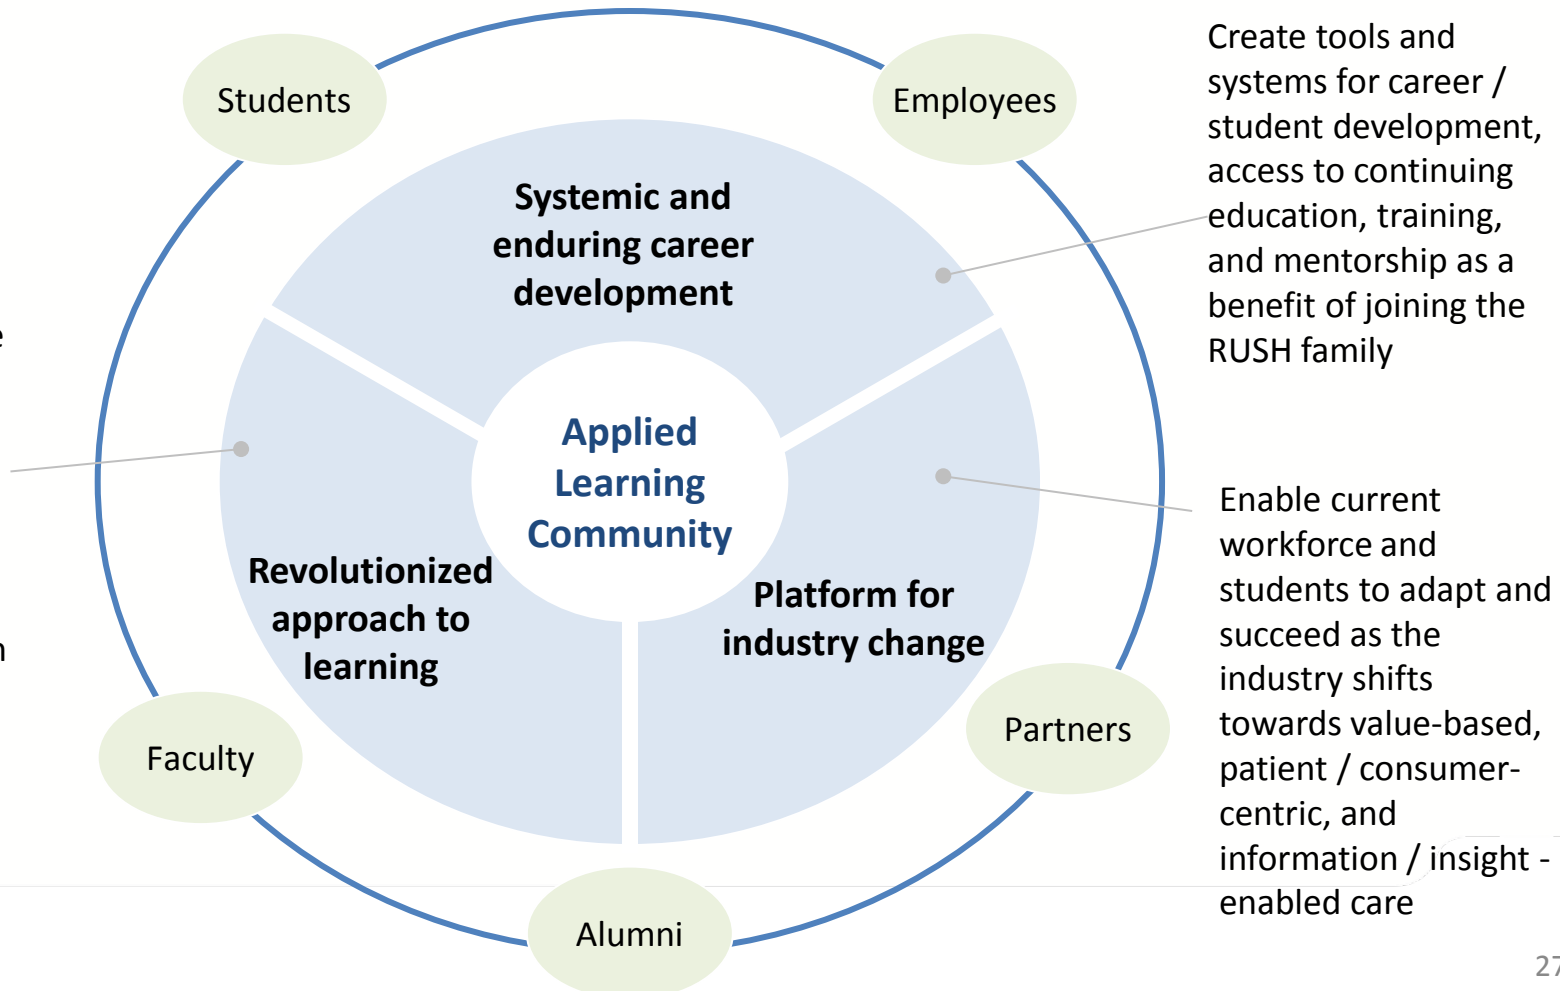 Students
Employees
Systemic and
enduring career
development
Applied
Learning
Community
Revolutionized
approach to
learning
Platform for
industry change
Faculty
Partners
Alumni
Create tools and
systems for career /
student development,
access to continuing
education, training,
and mentorship as a
benefit of joining the
RUSH family
Enable current
workforce and
students to adapt and
succeed as the
industry shifts
towards value-based,
patient / consumer-
centric, and
information / insight -
enabled care
27